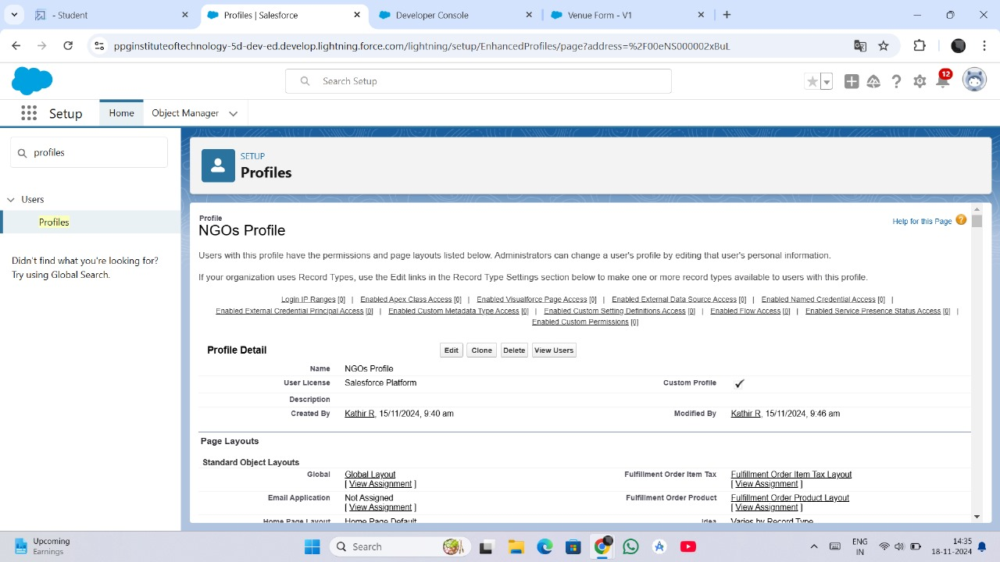 - Student
Profiles | Salesforce
Developer Console
Venue Form - V1
ppginstituteoftechnology-5d-dev-ed.develop.lightning.force.com/lightning/setup/EnhancedProfiles/page?address=%2F00eNS000002xBuL
Search Setup
12
Setup
Home
Object Manager
profiles
SETUP
Profiles
Users
Profiles
Didn't find what you're looking for?
Try using Global Search.
Profile
NGOs Profile
Help for this Page
Users with this profile have the permissions and page layouts listed below. Administrators can change a user's profile by editing that user's personal information.
If your organization uses Record Types, use the Edit links in the Record Type Settings section below to make one or more record types available to users with this profile.
Login IP Ranges [0] | Enabled Apex Class Access [0] | Enabled Visualforce Page Access [0] | Enabled External Data Source Access [0] | Enabled Named Credential Access [0] |
Enabled External Credential Principal Access [0] | Enabled Custom Metadata Type Access [0] | Enabled Custom Setting Definitions Access [0] | Enabled Flow Access [0] | Enabled Service Presence Status Access [0] |
Enabled Custom Permissions [0]
Profile Detail
Edit Clone Delete View Users
Name NGOs Profile
User License Salesforce Platform Custom Profile
Description
Created By Kathir R, 15/11/2024, 9:40 am Modified By Kathir R, 15/11/2024, 9:46 am
Page Layouts
Standard Object Layouts
Global Global Layout Fulfillment Order Item Tax Fulfillment Order Item Tax Layout
[ View Assignment ] [ View Assignment ]
Email Application Not Assigned Fulfillment Order Product Fulfillment Order Product Layout
[ View Assignment ] [ View Assignment ]
Home Page Layout Home Page Default Idea Varies by Record Type
Upcoming
Earnings
Search
ENG
IN
14:35
18-11-2024